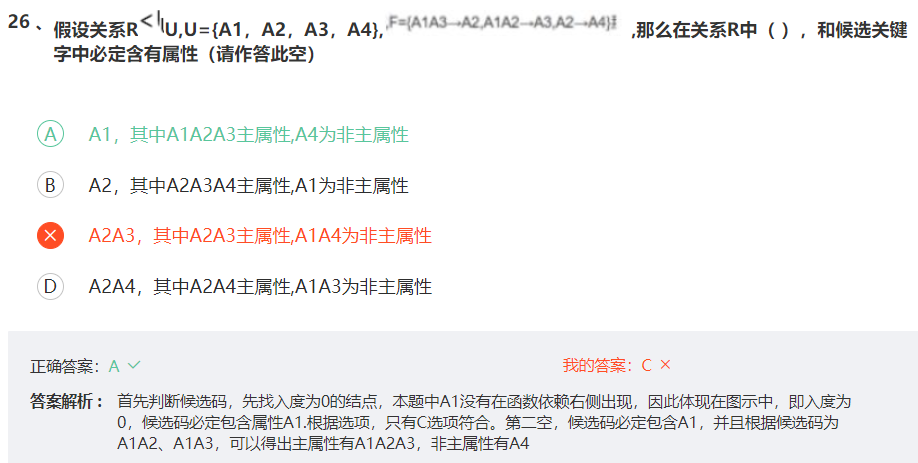 26、假设关系R<U,U={A1，A2，A3，A4},F={A1A3→A2,A1A2→A3,A2→A4} ,那么在关系R中（ ），和候选关键
字中必定含有属性（请作答此空）
A A1，其中A1A2A3主属性,A4为非主属性
B A2，其中A2A3A4主属性,A1为非主属性
A2A3，其中A2A3主属性,A1A4为非主属性
D A2A4，其中A2A4主属性,A1A3为非主属性
正确答案：A 我的答案：C
答案解析： 首先判断候选码，先找入度为0的结点，本题中A1没有在函数依赖右侧出现，因此体现在图示中，即入度为
0，候选码必定包含属性A1.根据选项，只有C选项符合。第二空，候选码必定包含A1，并且根据候选码为
A1A2、A1A3，可以得出主属性有A1A2A3，非主属性有A4